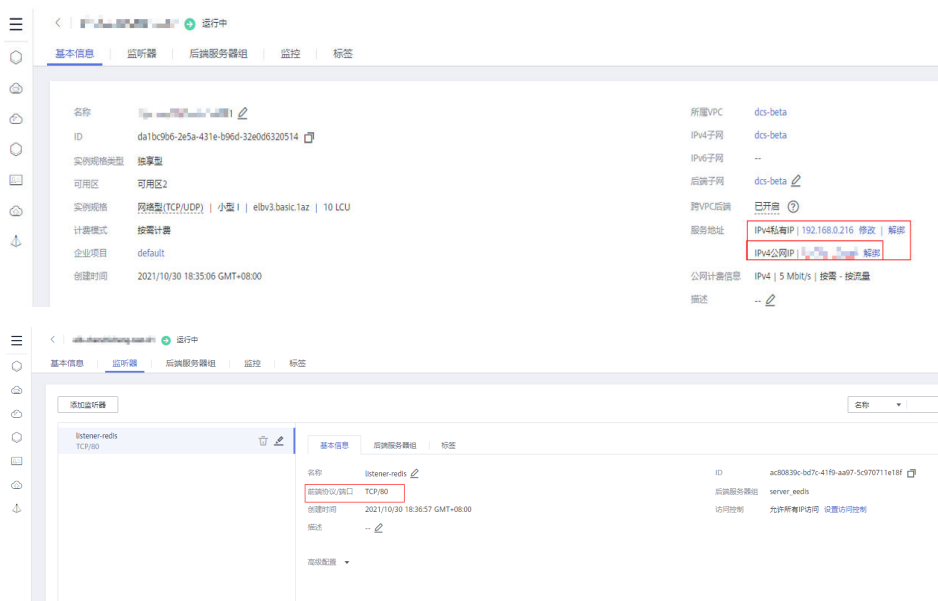 运行中
基本信息 监听器 后端服务器组 监控 标签
名称
所属VPC dcs-beta
ID da1bc9b6-2e5a-431e-b96d-32e0d6320514
IPv4子网 dcs-beta
实例规格类型 独享型
IPv6子网 --
可用区 可用区2
后端子网 dcs-beta
实例规格 网络型(TCP/UDP) | 小型 I | elbv3.basic.1az | 10 LCU
跨VPC后端 已开启
计费模式 按需计费
服务地址 IPv4私有IP | 192.168.0.216 修改 | 解绑
企业项目 default
IPv4公网IP | 解绑
创建时间 2021/10/30 18:35:06 GMT+08:00
公网计费信息 IPv4 | 5 Mbit/s | 按需 - 按流量
描述 --
运行中
基本信息 监听器 后端服务器组 监控 标签
添加监听器
名称
listener-redis
TCP/80
基本信息 后端服务器组 标签
名称 listener-redis
ID ac80839c-bd7c-41f9-aa97-5c970711e18f
前端协议/端口 TCP/80
后端服务器组 server_eedis
创建时间 2021/10/30 18:36:57 GMT+08:00
访问控制 允许所有IP访问 设置访问控制
描述 --
高级配置